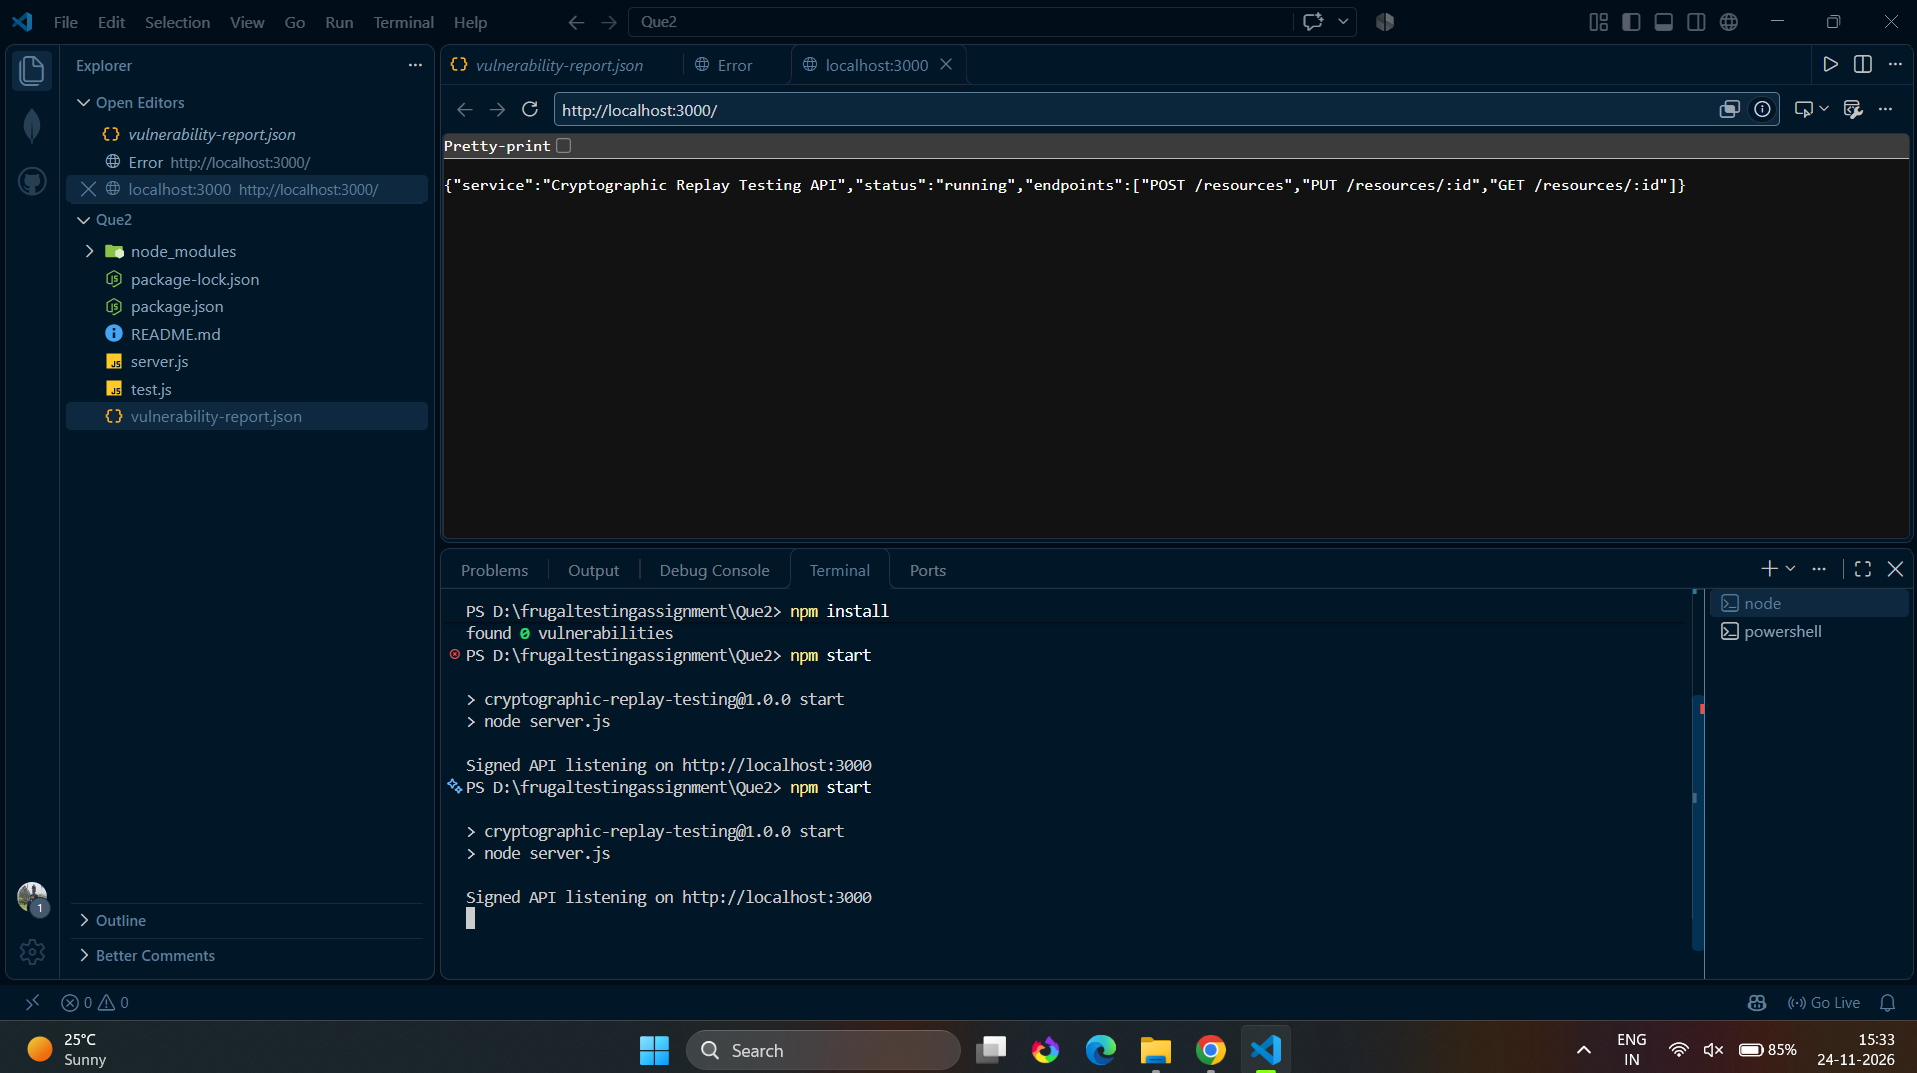 File Edit Selection View Go Run Terminal Help
Que2
Explorer
Open Editors
vulnerability-report.json
Error http://localhost:3000/
localhost:3000 http://localhost:3000/
Que2
node_modules
package-lock.json
package.json
README.md
server.js
test.js
vulnerability-report.json
Outline
Better Comments
vulnerability-report.json Error localhost:3000
http://localhost:3000/
Pretty-print
{"service":"Cryptographic Replay Testing API","status":"running","endpoints":["POST /resources","PUT /resources/:id","GET /resources/:id"]}
Problems Output Debug Console Terminal Ports
PS D:\frugaltestingassignment\Que2> npm install
found 0 vulnerabilities
PS D:\frugaltestingassignment\Que2> npm start
> cryptographic-replay-testing@1.0.0 start
> node server.js
Signed API listening on http://localhost:3000
PS D:\frugaltestingassignment\Que2> npm start
> cryptographic-replay-testing@1.0.0 start
> node server.js
Signed API listening on http://localhost:3000
node
powershell
1
0 0
Go Live
25°C
Sunny
Search
ENG
IN
85%
15:33
24-11-2026